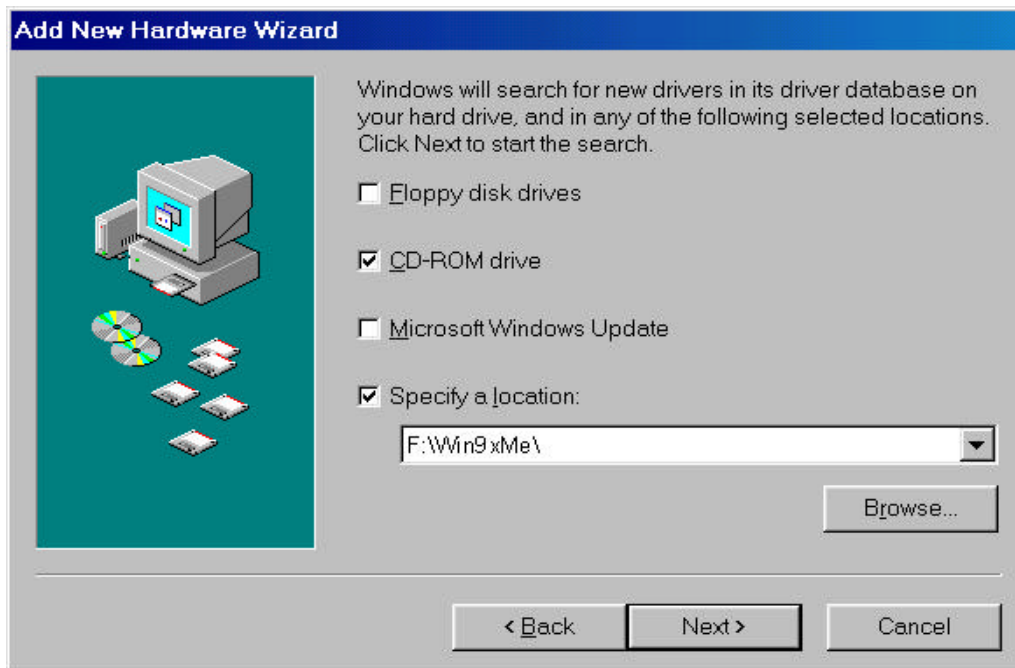 Add New Hardware Wizard
Windows will search for new drivers in its driver database on
your hard drive, and in any of the following selected locations.
Click Next to start the search.
Floppy disk drives
CD-ROM drive
Microsoft Windows Update
Specify a location:
F:\Win9xMe\
Browse...
< Back
Next >
Cancel